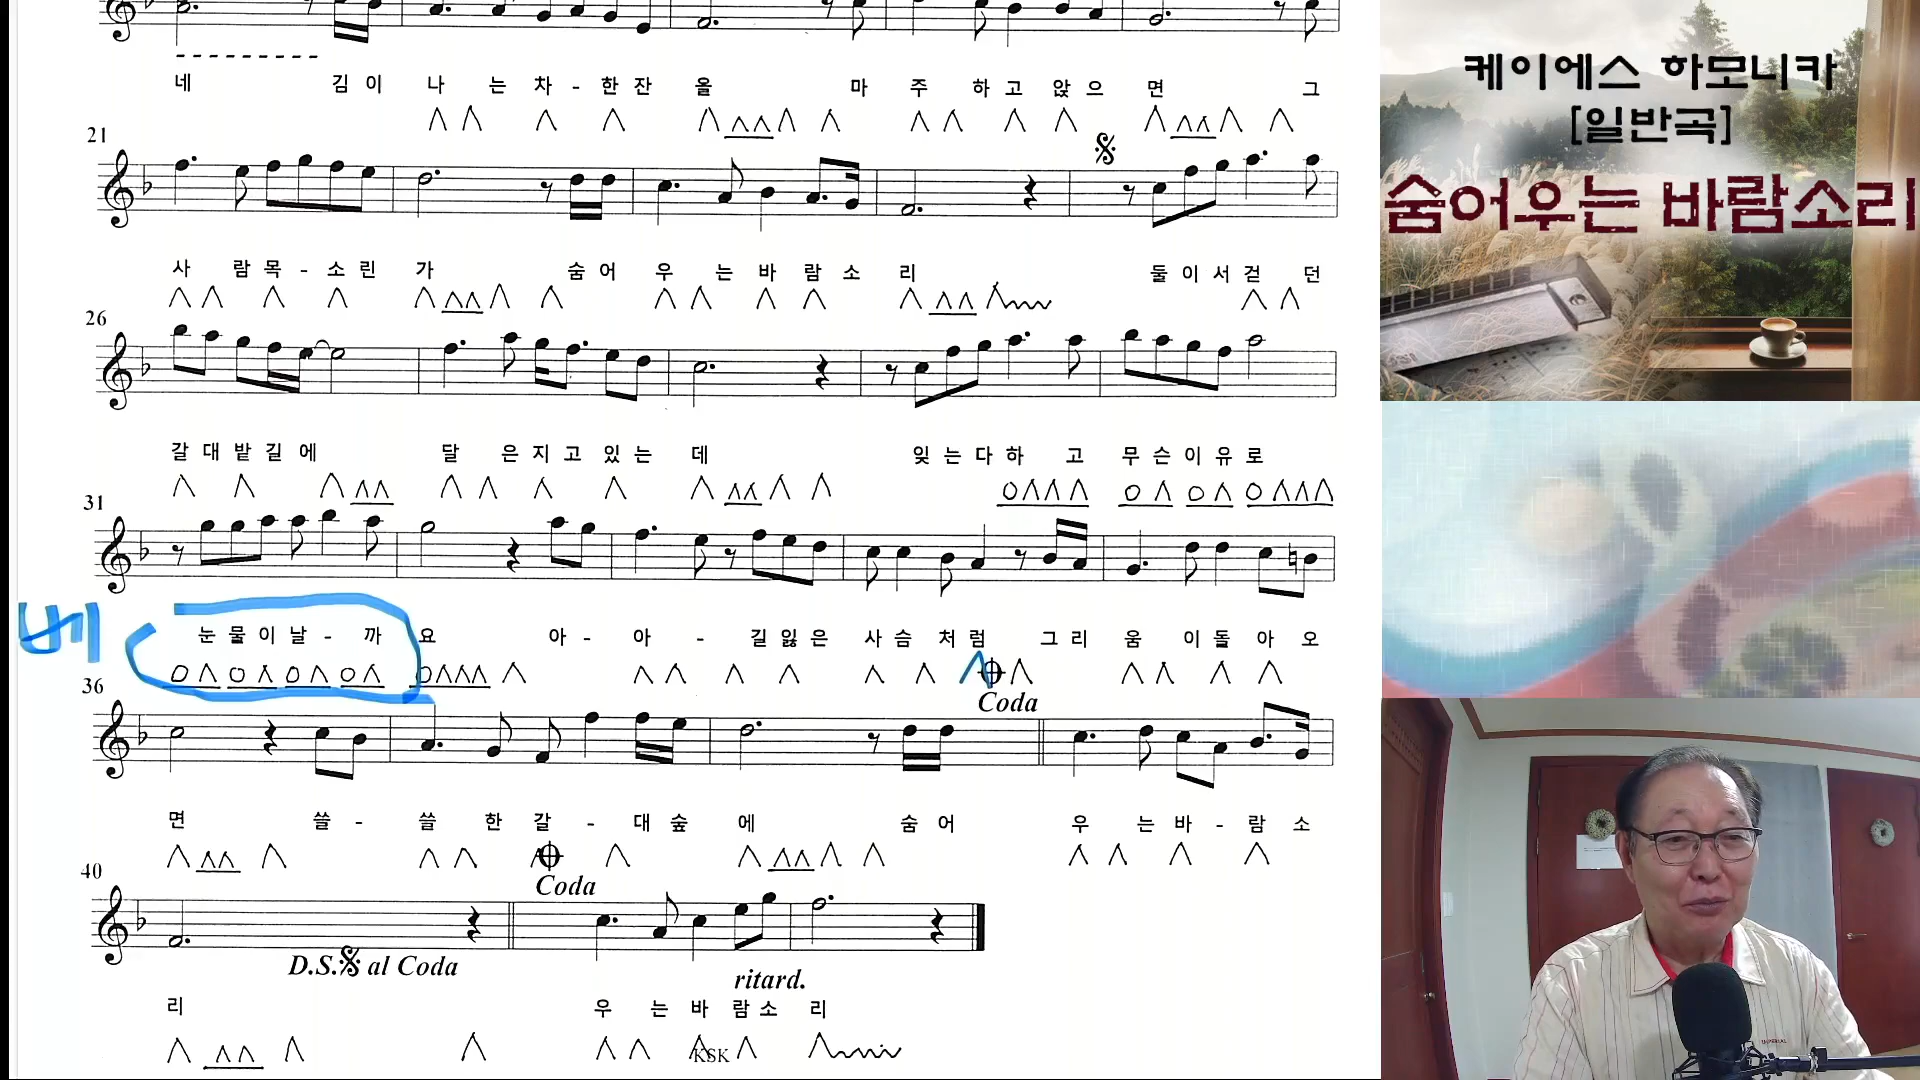 네 김이 나 는 차 - 한 잔 을 마 주 하 고 앉 으 면 그
21
사 람 목 - 소 린 가 숨 어 우 는 바 람 소 리 둘 이 서 걷 던
26
갈 대 밭 길 에 달 은 지 고 있 는 데 잊 는 다 하 고 무 슨 이 유 로
31
베
눈 물 이 날 - 까 요 아 - 아 - 길 잃 은 사 슴 처 럼 그 리 움 이 돌 아 오
36
Coda
면 쓸 - 쓸 한 갈 - 대 숲 에 숨 어 우 는 바 - 람 소
40
Coda
D.S. al Coda
ritard.
리 우 는 바 람 소 리
KSK
케이에스 하모니카
[일반곡]
숨어우는 바람소리
IMPERIAL